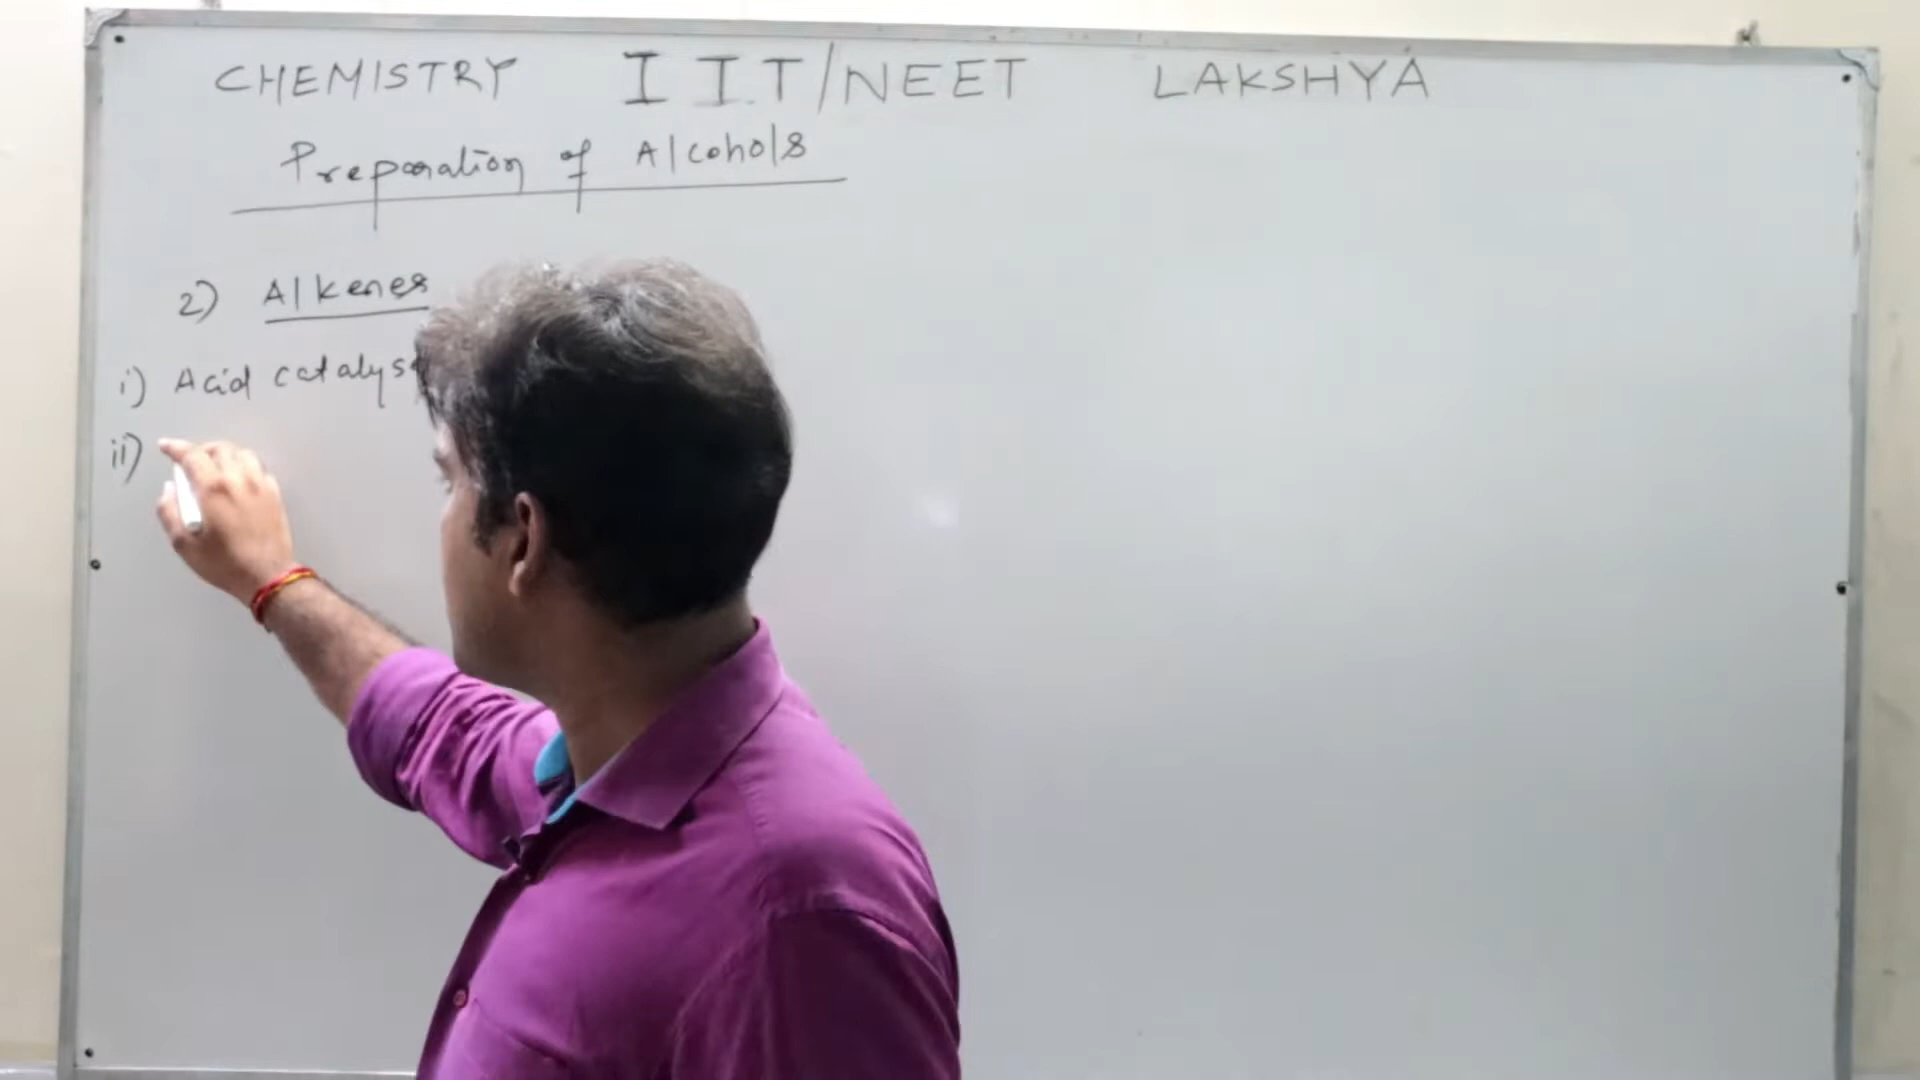 CHEMISTRY IIT/NEET LAKSHYA
Preparation of Alcohols
2) Alkenes
i) Acid catalys
ii)